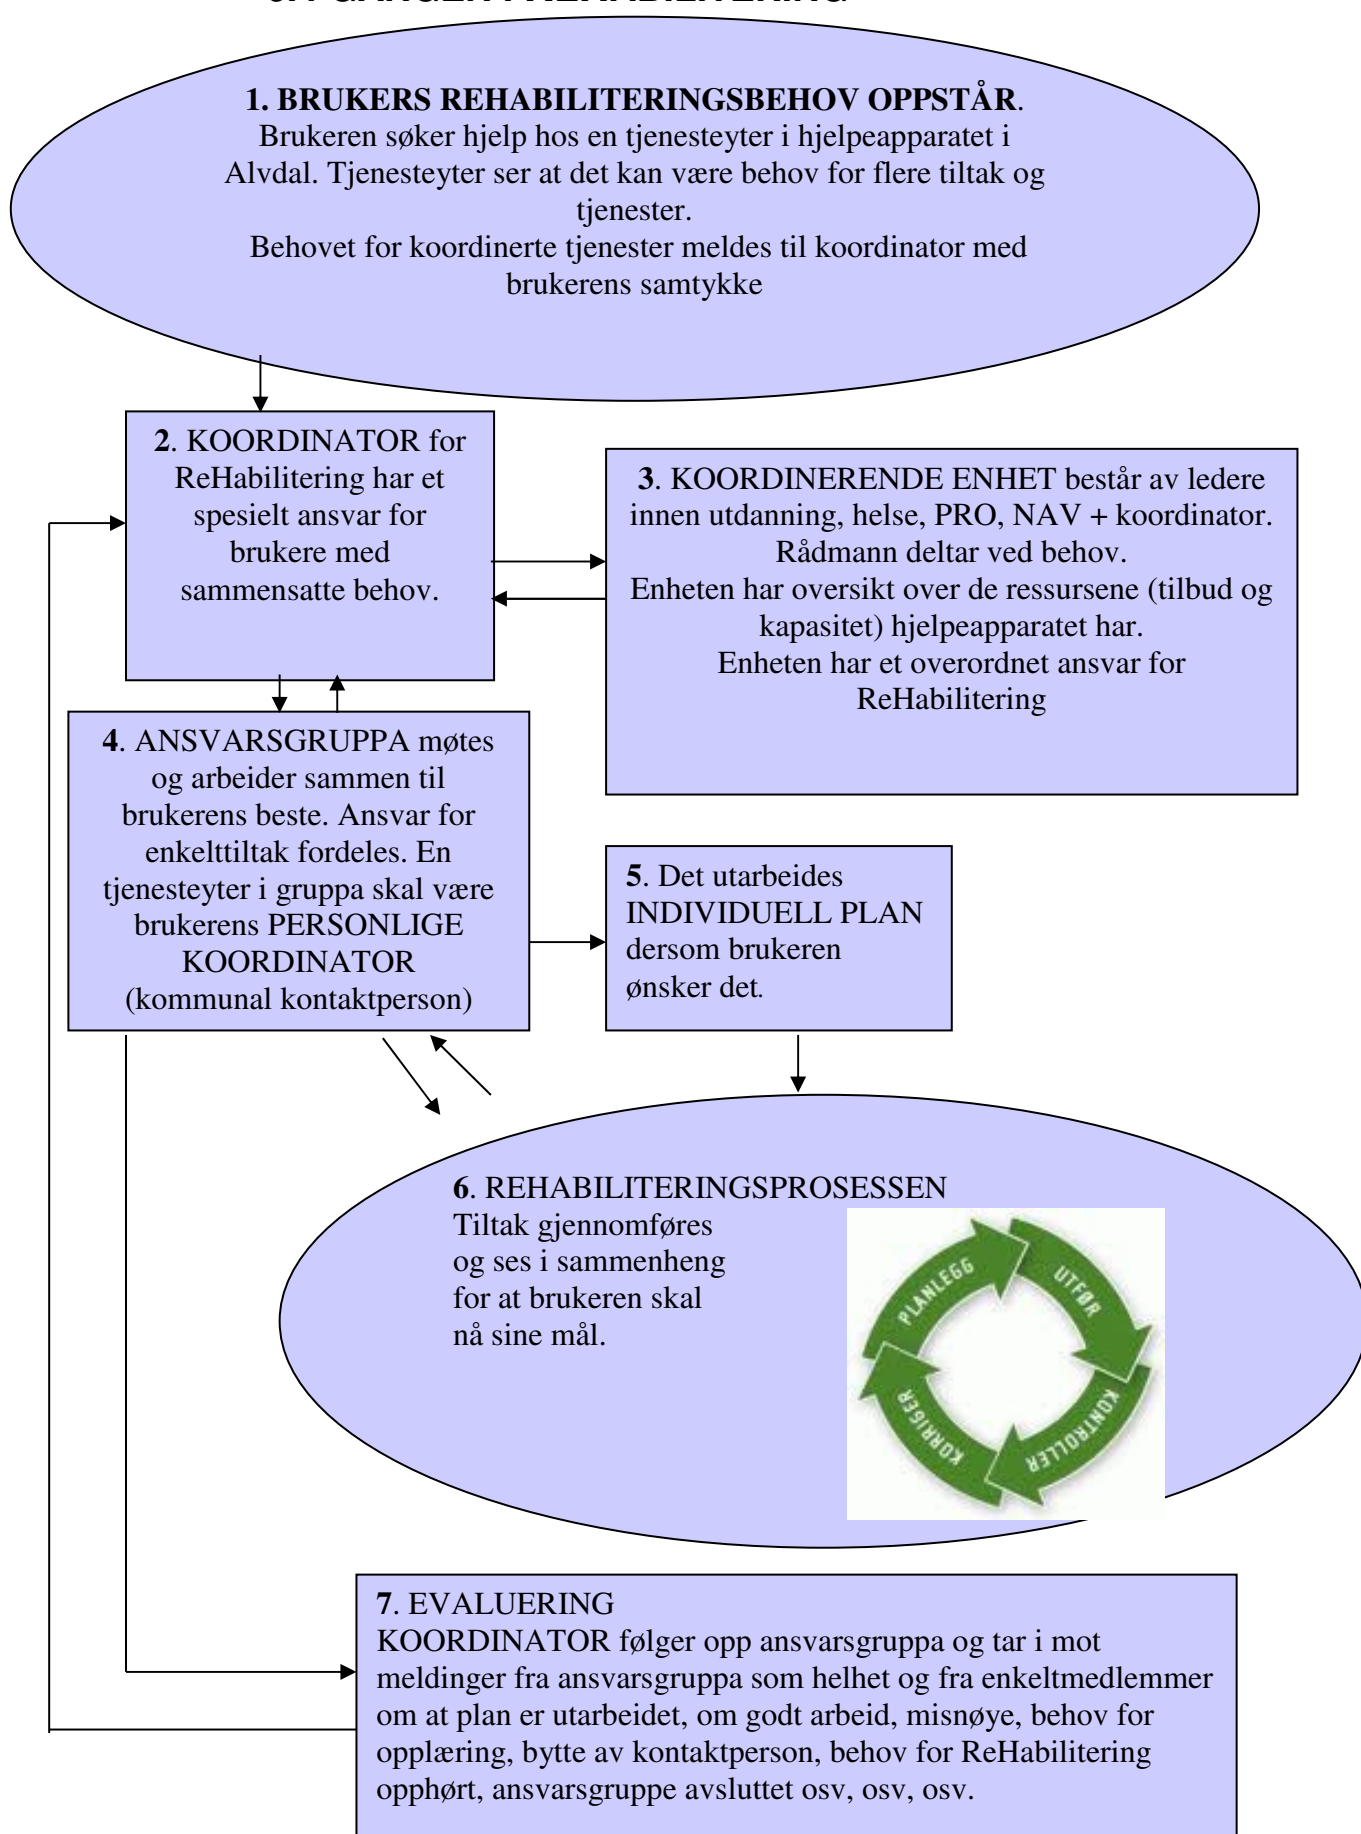 1. BRUKERS REHABILITERINGSBEHOV OPPSTÅR.
Brukeren søker hjelp hos en tjenesteyter i hjelpeapparatet i
Alvdal. Tjenesteyter ser at det kan være behov for flere tiltak og
tjenester.
Behovet for koordinerte tjenester meldes til koordinator med
brukerens samtykke
2. KOORDINATOR for
ReHabilitering har et
spesielt ansvar for
brukere med
sammensatte behov.
3. KOORDINERENDE ENHET består av ledere
innen utdanning, helse, PRO, NAV + koordinator.
Rådmann deltar ved behov.
Enheten har oversikt over de ressursene (tilbud og
kapasitet) hjelpeapparatet har.
Enheten har et overordnet ansvar for
ReHabilitering
4. ANSVARSGRUPPA møtes
og arbeider sammen til
brukerens beste. Ansvar for
enkelttiltak fordeles. En
tjenesteyter i gruppa skal være
brukerens PERSONLIGE
KOORDINATOR
(kommunal kontaktperson)
5. Det utarbeides
INDIVIDUELL PLAN
dersom brukeren
ønsker det.
6. REHABILITERINGSPROSESSEN
Tiltak gjennomføres
og ses i sammenheng
for at brukeren skal
nå sine mål.
PLANLEGG
UTFØR
KONTROLLER
KORRIGER
7. EVALUERING
KOORDINATOR følger opp ansvarsgruppa og tar i mot
meldinger fra ansvarsgruppa som helhet og fra enkeltmedlemmer
om at plan er utarbeidet, om godt arbeid, misnøye, behov for
opplæring, bytte av kontaktperson, behov for ReHabilitering
opphørt, ansvarsgruppe avsluttet osv, osv, osv.